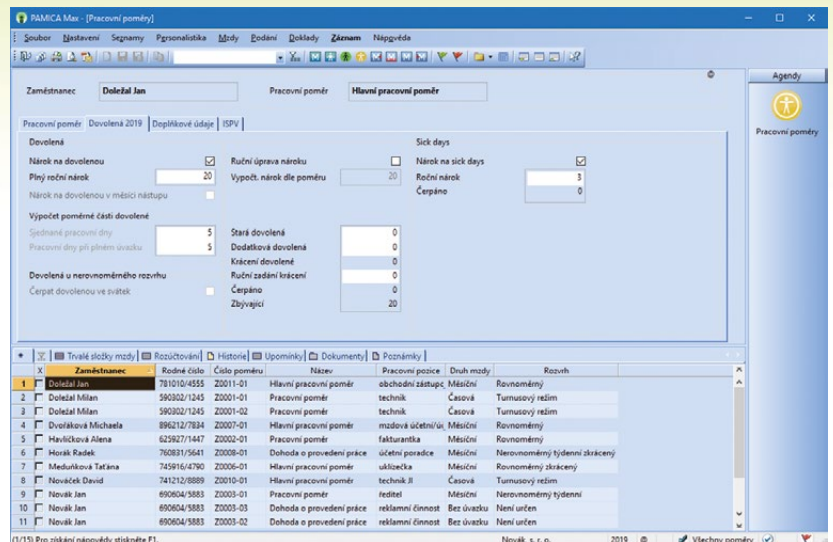 PAMICA Max - [Pracovní poměry]
Soubor Nastavení Seznamy Personalistika Mzdy Podání Doklady Záznam Nápověda
Agendy
Zaměstnanec Doležal Jan Pracovní poměr Hlavní pracovní poměr
Pracovní poměry
Pracovní poměr Dovolená 2019 Doplňkové údaje ISPV
Dovolená Sick days
Nárok na dovolenou Ruční úprava nároku Nárok na sick days
Plný roční nárok 20 Vypočt. nárok dle poměru 20 Roční nárok 3
Nárok na dovolenou v měsíci nástupu Čerpáno 0
Výpočet poměrné části dovolené
Sjednané pracovní dny 5 Stará dovolená 0
Pracovní dny při plném úvazku 5 Dodatková dovolená 0
Krácení dovolené 0
Dovolená u nerovnoměrného rozvrhu Ruční zadání krácení 0
Čerpat dovolenou ve svátek Čerpáno 0
Zbývající 20
Trvalé složky mzdy Rozúčtování Historie Upomínky Dokumenty Poznámky
X Zaměstnanec Rodné číslo Číslo poměru Název Pracovní pozice Druh mzdy Rozvrh
1 Doležal Jan 781010/4555 Z0011-01 Hlavní pracovní poměr obchodní zástupc Měsíční Rovnoměrný
2 Doležal Milan 590302/1245 Z0001-01 Pracovní poměr technik Časová Turnusový režim
3 Doležal Milan 590302/1245 Z0001-02 Pracovní poměr technik Časová Turnusový režim
4 Dvořáková Michaela 896212/7834 Z0007-01 Hlavní pracovní poměr mzdová účetní/úč Měsíční Rovnoměrný
5 Havlíčková Alena 625927/1447 Z0002-01 Pracovní poměr fakturantka Měsíční Rovnoměrný
6 Horák Radek 760831/5641 Z0008-01 Dohoda o provedení práce účetní poradce Měsíční Nerovnoměrný týdenní zkrácený
7 Meduňková Taťána 745916/4790 Z0006-01 Hlavní pracovní poměr uklízečka Měsíční Rovnoměrný zkrácený
8 Nováček David 741212/8889 Z0010-01 Hlavní pracovní poměr technik JI Časová Turnusový režim
9 Novák Jan 690604/5883 Z0003-01 Pracovní poměr ředitel Měsíční Nerovnoměrný týdenní
10 Novák Jan 690604/5883 Z0003-03 Dohoda o provedení práce reklamní činnost Bez úvazku Není určen
11 Novák Jan 690604/5883 Z0003-02 Dohoda o provedení práce reklamní činnost Bez úvazku Není určen
(1/15) Pro získání nápovědy stiskněte F1. Novák, s. r. o. 2019 Všechny poměry